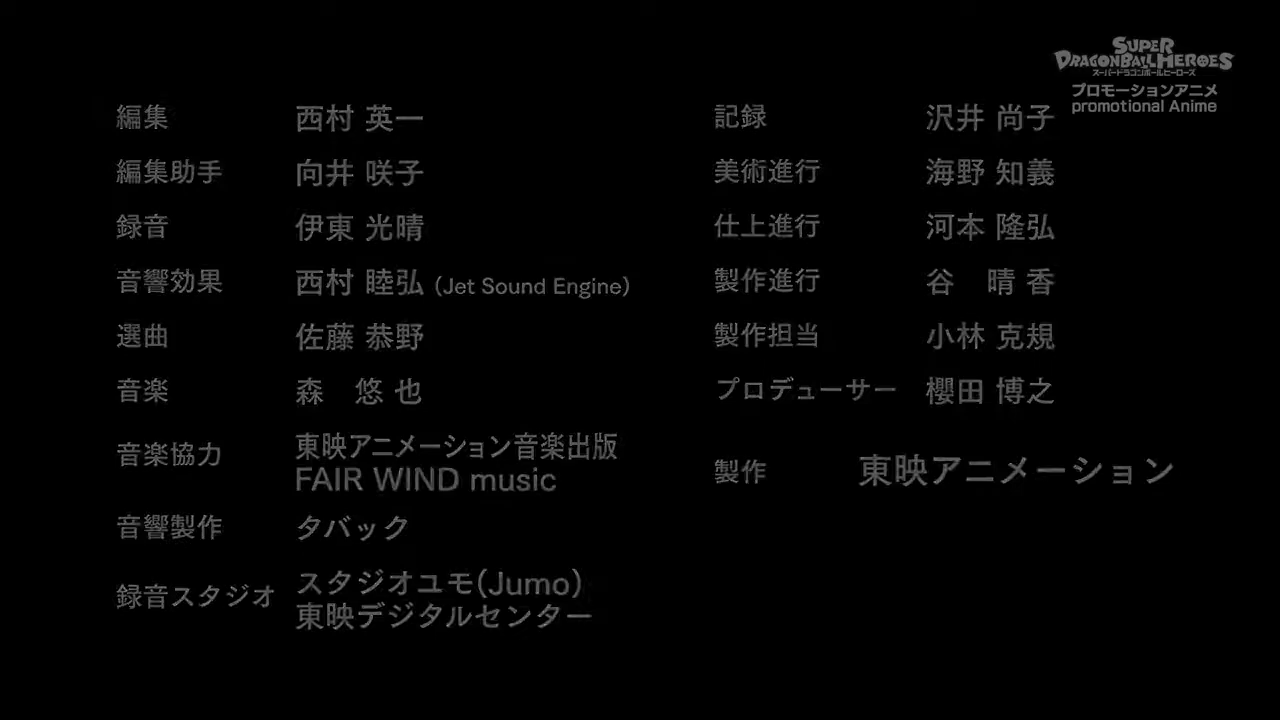 SUPER
DRAGONBALL HEROES
スーパードラゴンボールヒーローズ
プロモーションアニメ
promotional Anime
編集 西村 英一
編集助手 向井 咲子
録音 伊東 光晴
音響効果 西村 睦弘 (Jet Sound Engine)
選曲 佐藤 恭野
音楽 森 悠也
音楽協力 東映アニメーション音楽出版
FAIR WIND music
音響製作 タバック
録音スタジオ スタジオユモ(Jumo)
東映デジタルセンター
記録 沢井 尚子
美術進行 海野 知義
仕上進行 河本 隆弘
製作進行 谷 晴香
製作担当 小林 克規
プロデューサー 櫻田 博之
製作 東映アニメーション